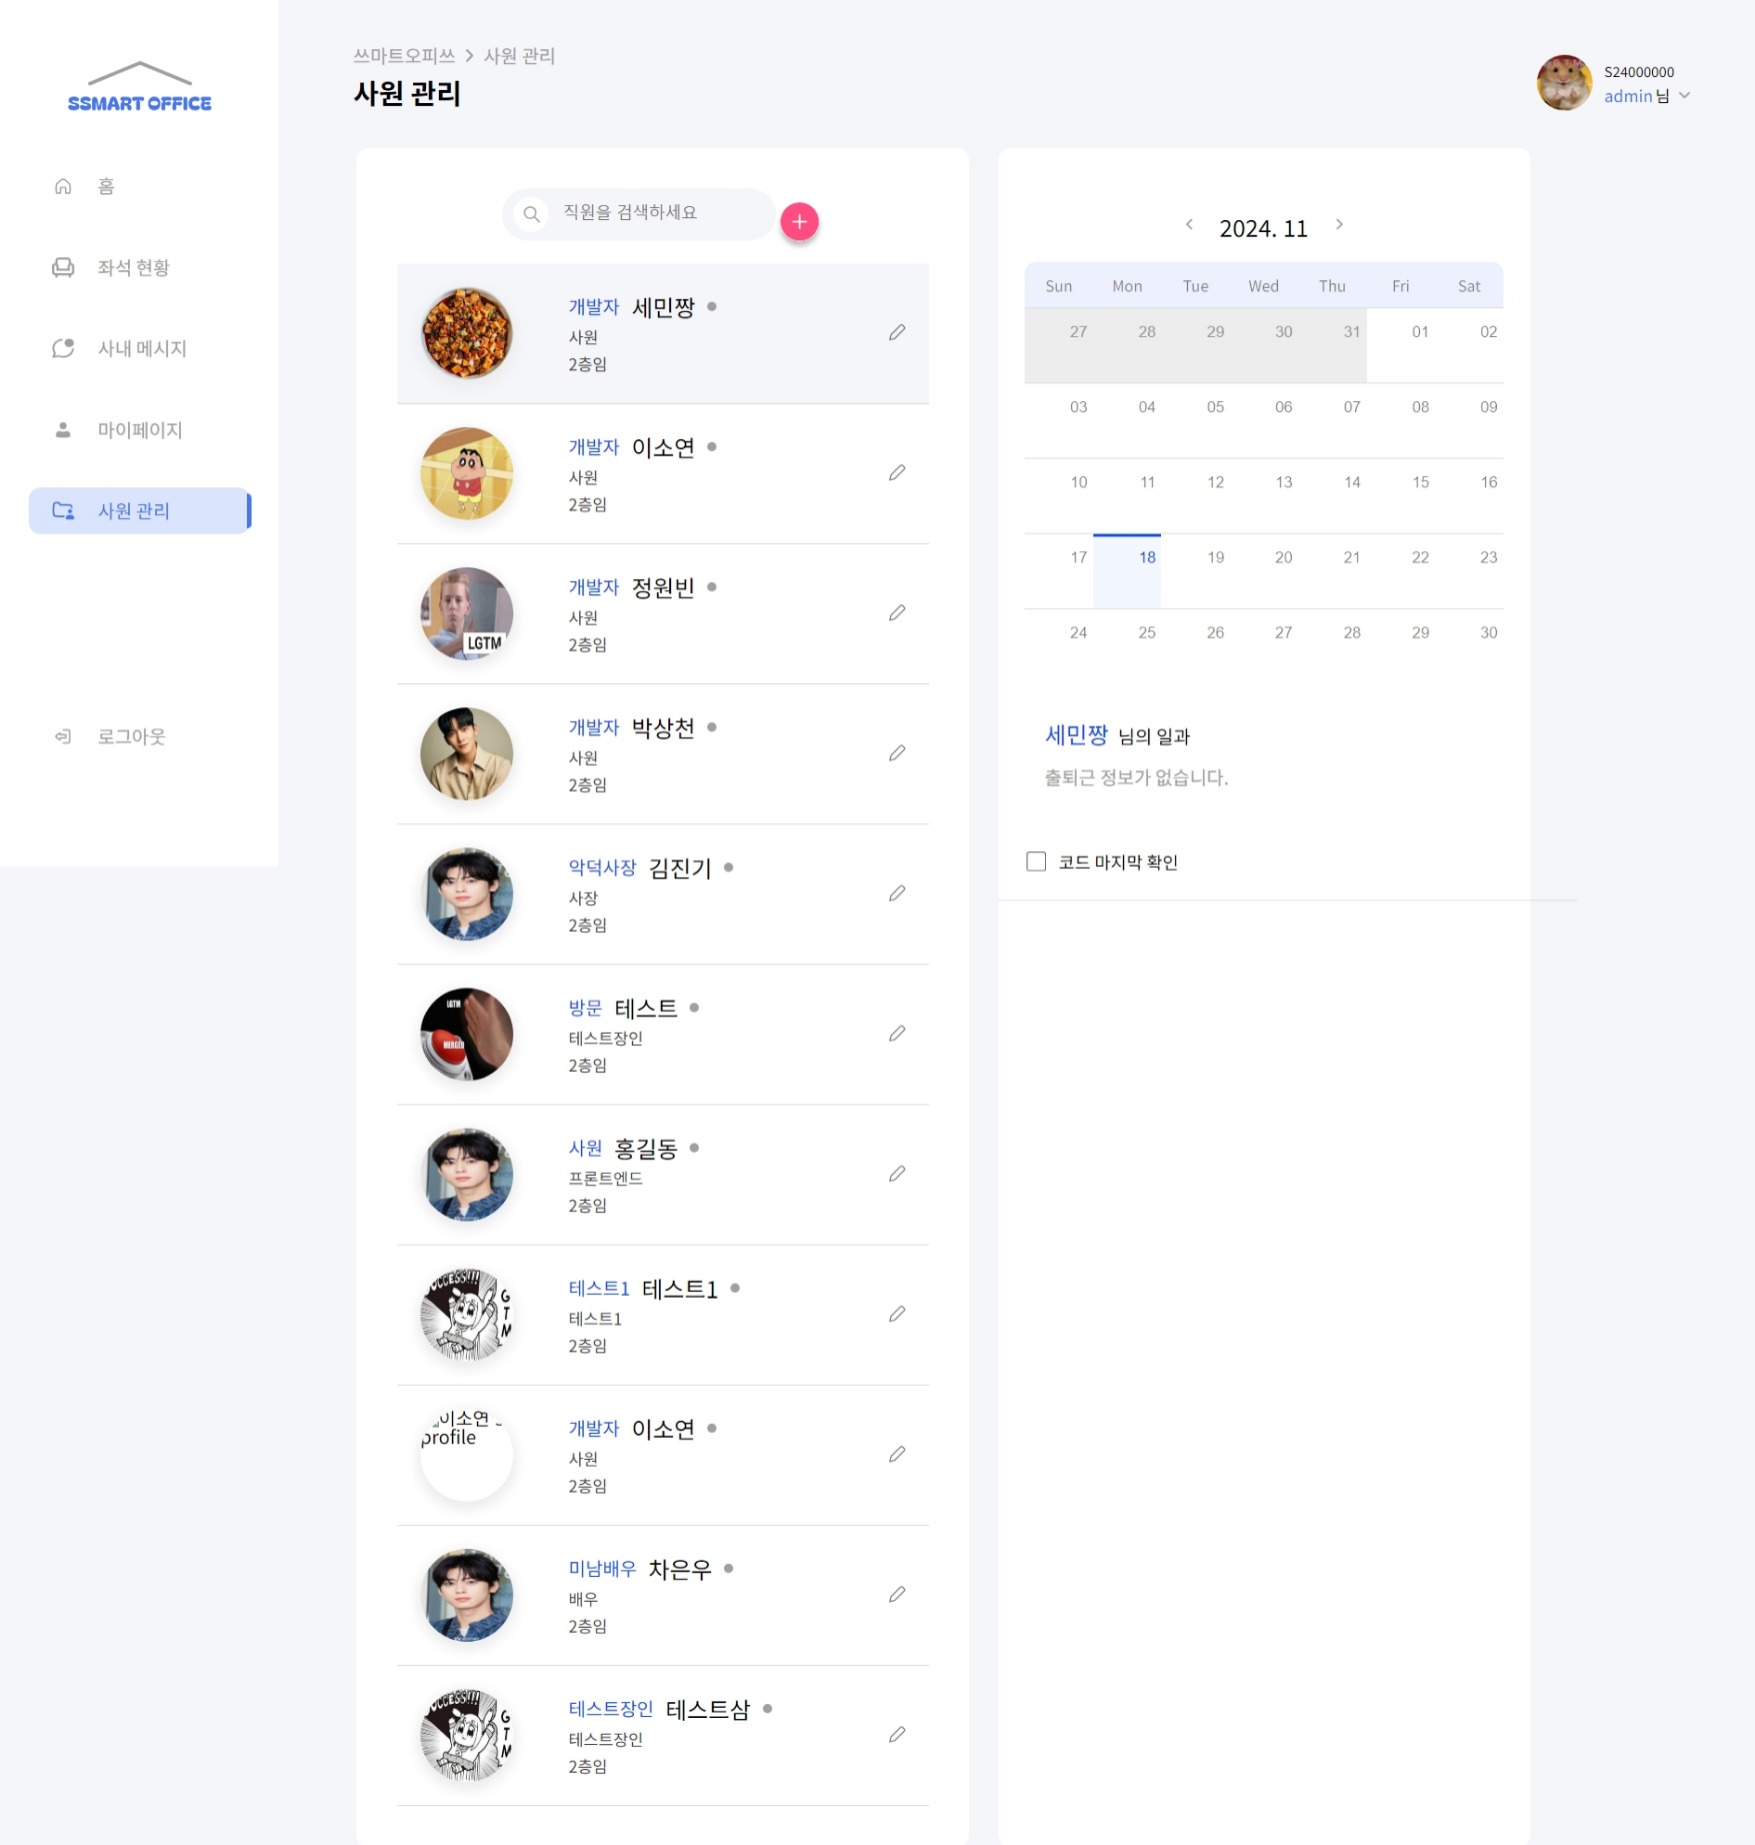 SSMART OFFICE
홈
좌석 현황
사내 메시지
마이페이지
사원 관리
로그아웃
쓰마트오피쓰 > 사원 관리
사원 관리
S24000000
admin 님
직원을 검색하세요
개발자 세민짱
사원
2층임
개발자 이소연
사원
2층임
LGTM
개발자 정원빈
사원
2층임
개발자 박상천
사원
2층임
악덕사장 김진기
사장
2층임
LGTM
MERGED
방문 테스트
테스트장인
2층임
사원 홍길동
프론트엔드
2층임
GTM
테스트1 테스트1
테스트1
2층임
이소연
profile
개발자 이소연
사원
2층임
미남배우 차은우
배우
2층임
GTM
테스트장인 테스트삼
테스트장인
2층임
2024. 11
Sun Mon Tue Wed Thu Fri Sat
27 28 29 30 31 01 02
03 04 05 06 07 08 09
10 11 12 13 14 15 16
17 18 19 20 21 22 23
24 25 26 27 28 29 30
세민짱 님의 일과
출퇴근 정보가 없습니다.
코드 마지막 확인